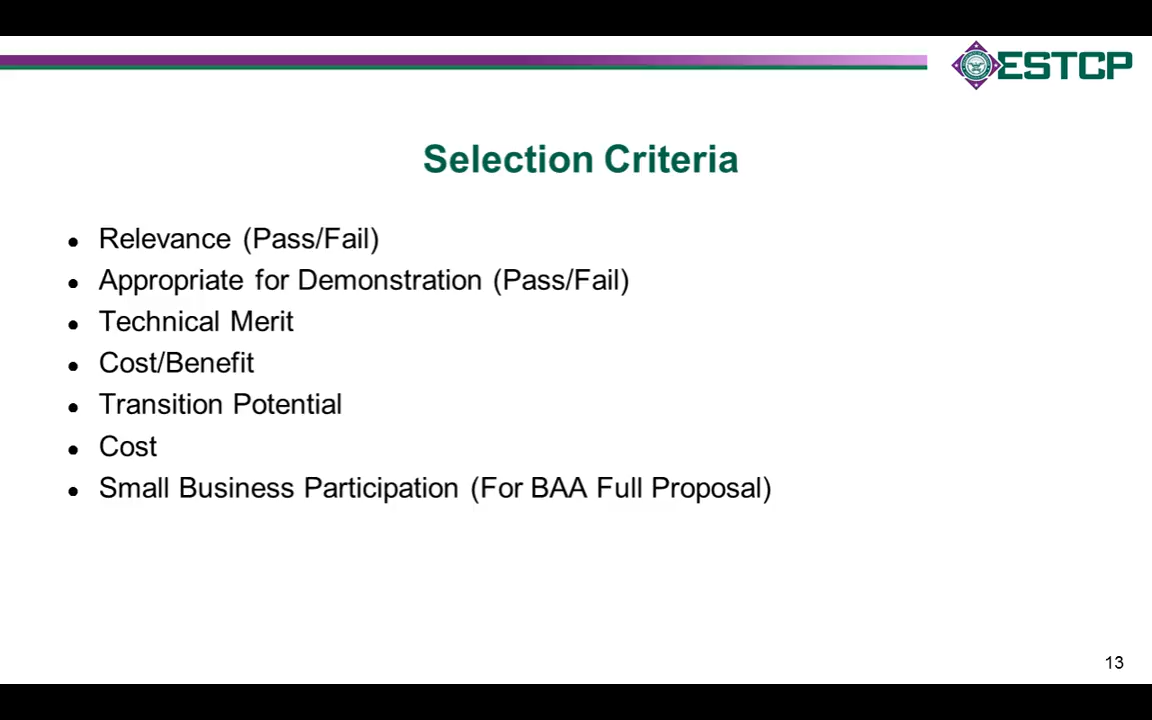 ESTCP
Selection Criteria
• Relevance (Pass/Fail)
• Appropriate for Demonstration (Pass/Fail)
• Technical Merit
• Cost/Benefit
• Transition Potential
• Cost
• Small Business Participation (For BAA Full Proposal)
13